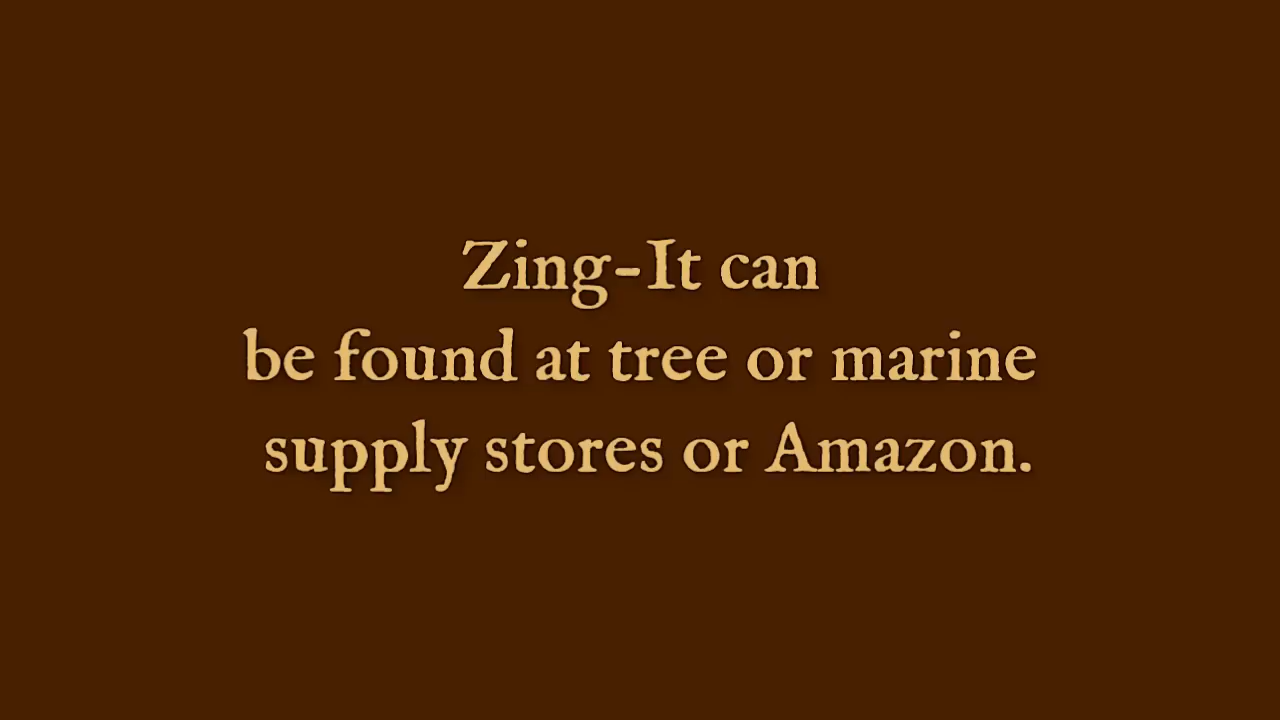 Zing-It can
be found at tree or marine
supply stores or Amazon.